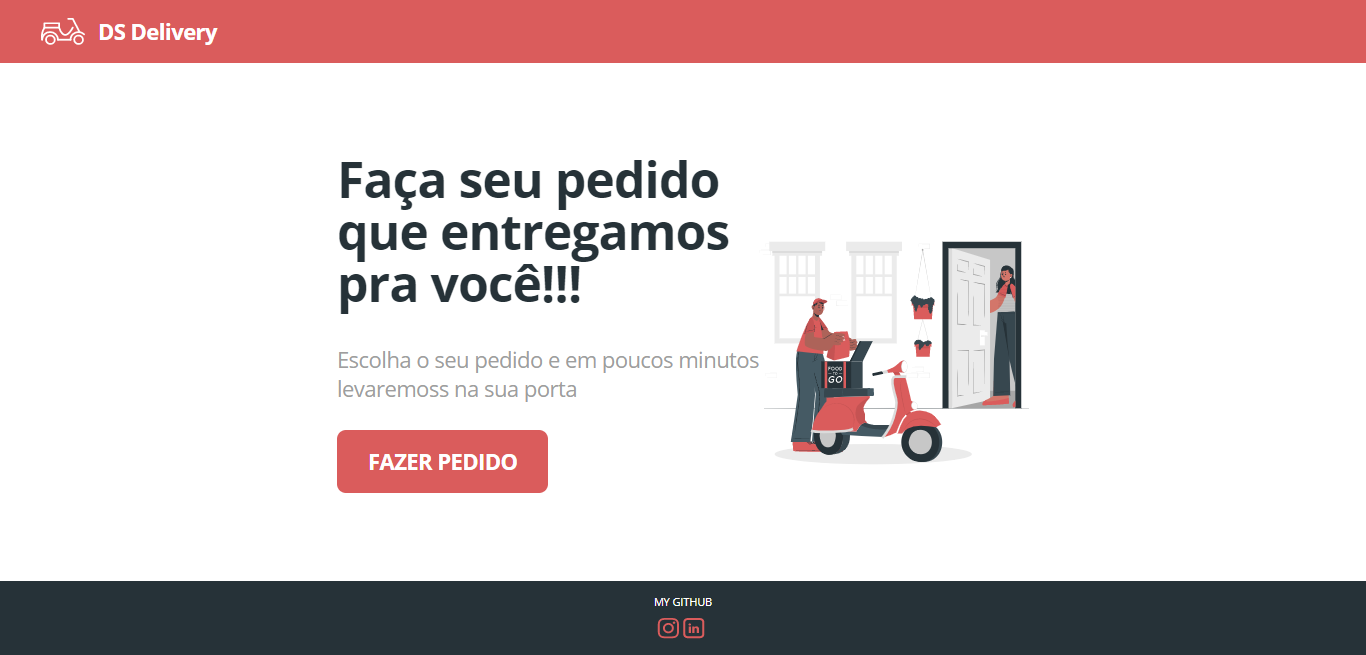 DS Delivery
Faça seu pedido
que entregamos
pra você!!!
Escolha o seu pedido e em poucos minutos
levaremoss na sua porta
FOOD
TO
GO
FAZER PEDIDO
MY GITHUB
in